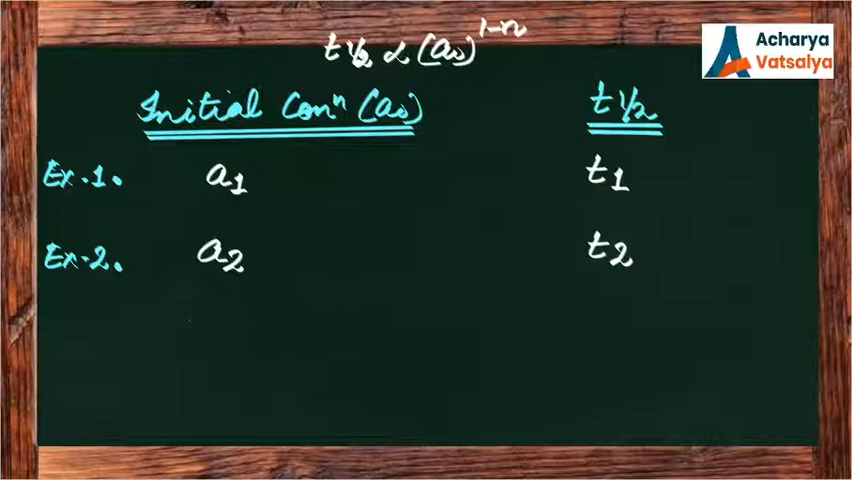 t½ ∝ (a₀)¹⁻ⁿ
Acharya
Vatsalya
Initial Conⁿ (a₀) t½
Ex.1. a₁ t₁
Ex.2. a₂ t₂